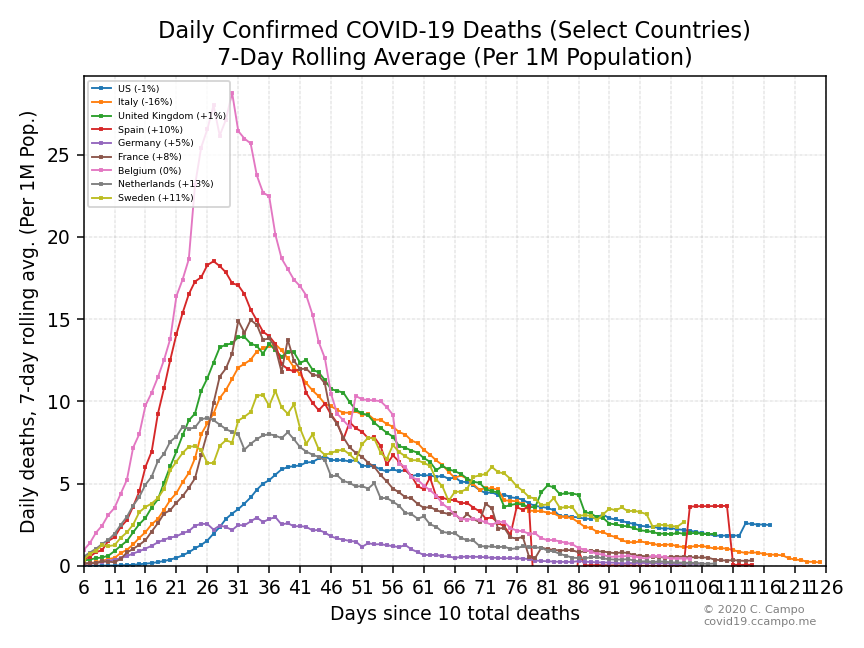 Daily Confirmed COVID-19 Deaths (Select Countries)
7-Day Rolling Average (Per 1M Population)
US (-1%)
Italy (-16%)
United Kingdom (+1%)
Spain (+10%)
Germany (+5%)
France (+8%)
Belgium (0%)
Netherlands (+13%)
Sweden (+11%)
Daily deaths, 7-day rolling avg. (Per 1M Pop.)
25
20
15
10
5
0
6 11 16 21 26 31 36 41 46 51 56 61 66 71 76 81 86 91 96 101 106 111 116 121 126
Days since 10 total deaths
© 2020 C. Campo
covid19.ccampo.me